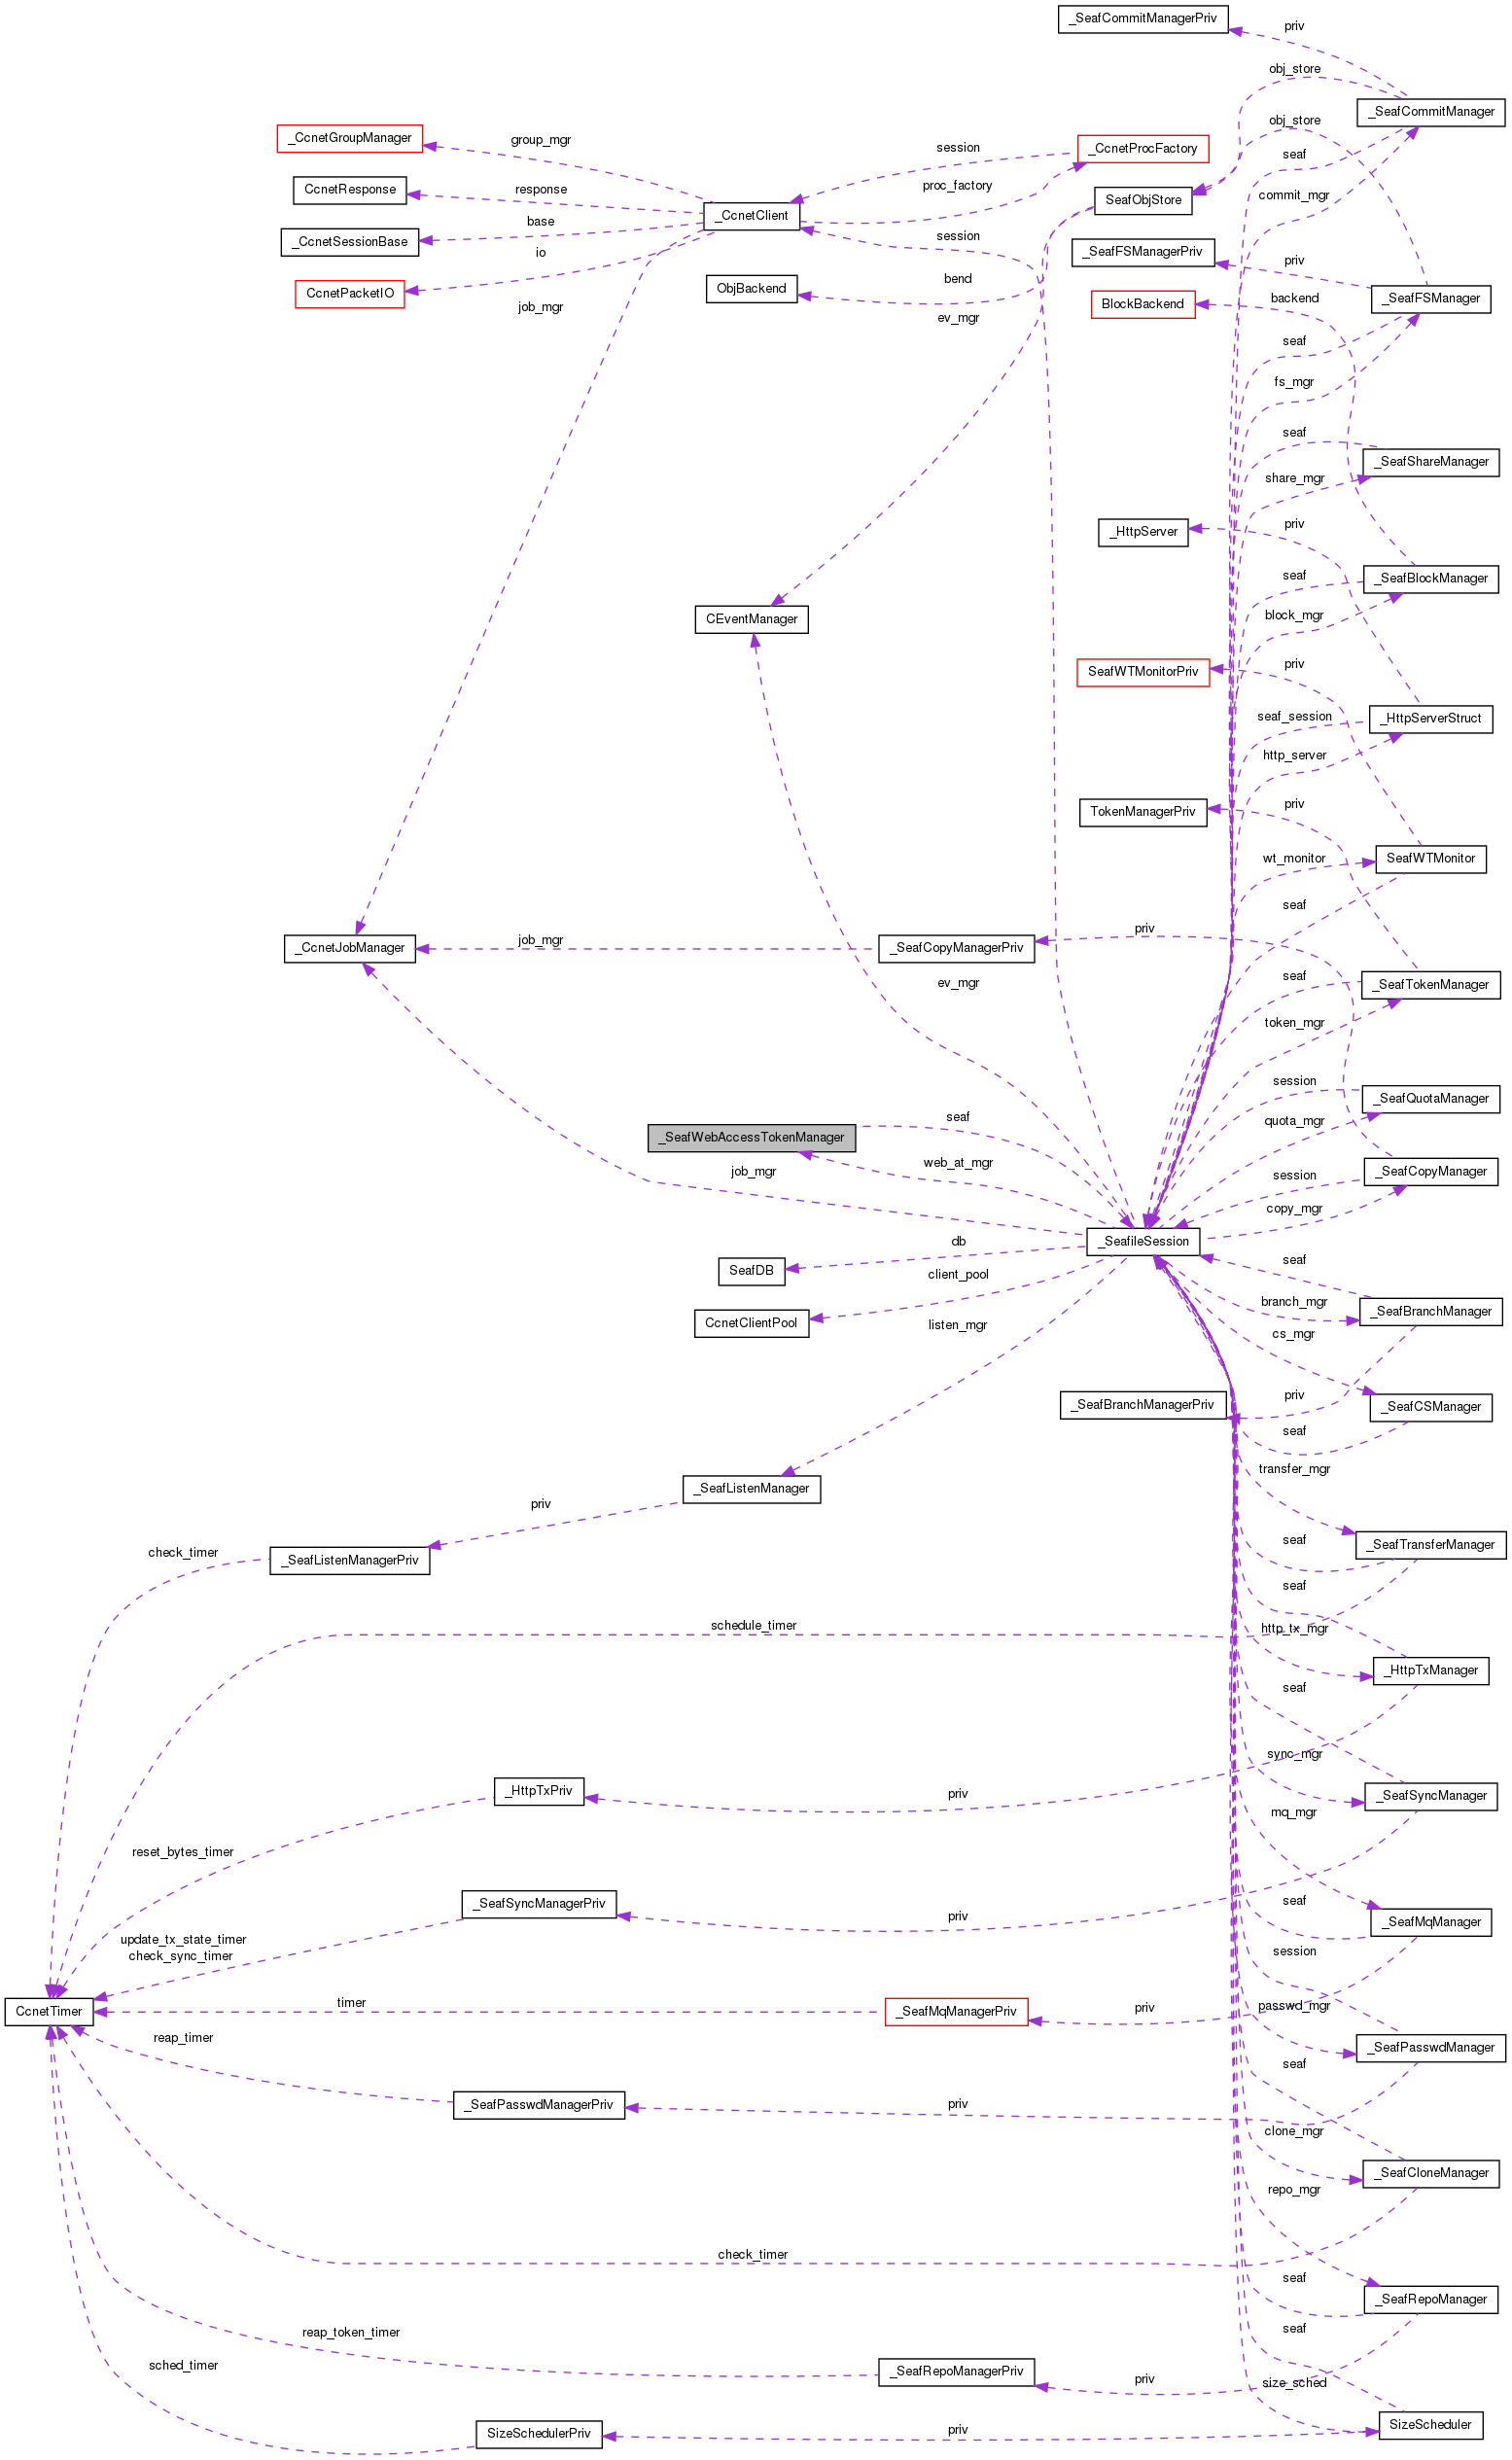 _SeafCommitManagerPriv
priv
obj_store
_SeafCommitManager
obj_store
_CcnetGroupManager
group_mgr
session
_CcnetProcFactory
seaf
CcnetResponse
response
proc_factory
commit_mgr
SeafObjStore
_CcnetClient
base
session
_CcnetSessionBase
io
_SeafFSManagerPriv
priv
bend
ObjBackend
CcnetPacketIO
BlockBackend
backend
_SeafFSManager
job_mgr
ev_mgr
seaf
fs_mgr
seaf
_SeafShareManager
share_mgr
_HttpServer
priv
seaf
_SeafBlockManager
block_mgr
CEventManager
SeafWTMonitorPriv
priv
seaf_session
_HttpServerStruct
http_server
TokenManagerPriv
priv
wt_monitor
SeafWTMonitor
seaf
priv
_CcnetJobManager
job_mgr
_SeafCopyManagerPriv
ev_mgr
seaf
_SeafTokenManager
token_mgr
session
_SeafQuotaManager
seaf
quota_mgr
_SeafWebAccessTokenManager
web_at_mgr
job_mgr
session
_SeafCopyManager
copy_mgr
_SeafileSession
db
SeafDB
client_pool
seaf
CcnetClientPool
listen_mgr
branch_mgr
_SeafBranchManager
cs_mgr
_SeafBranchManagerPriv
priv
_SeafCSManager
seaf
transfer_mgr
_SeafListenManager
priv
check_timer
_SeafListenManagerPriv
seaf
_SeafTransferManager
seaf
schedule_timer
http_tx_mgr
_HttpTxManager
seaf
sync_mgr
_HttpTxPriv
priv
_SeafSyncManager
mq_mgr
reset_bytes_timer
_SeafSyncManagerPriv
priv
seaf
_SeafMqManager
update_tx_state_timer
check_sync_timer
session
CcnetTimer
timer
_SeafMqManagerPriv
priv
passwd_mgr
reap_timer
_SeafPasswdManager
seaf
_SeafPasswdManagerPriv
priv
clone_mgr
_SeafCloneManager
repo_mgr
check_timer
seaf
_SeafRepoManager
reap_token_timer
seaf
sched_timer
_SeafRepoManagerPriv
priv
size_sched
SizeSchedulerPriv
priv
SizeScheduler